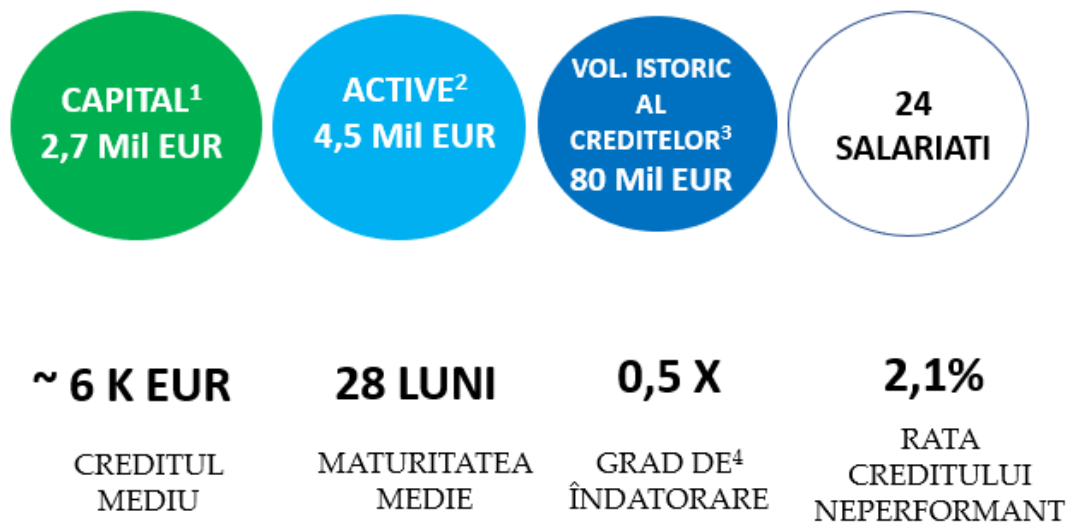 CAPITAL¹
2,7 Mil EUR
ACTIVE²
4,5 Mil EUR
VOL. ISTORIC
AL
CREDITELOR³
80 Mil EUR
24
SALARIATI
~ 6 K EUR
CREDITUL
MEDIU
28 LUNI
MATURITATEA
MEDIE
0,5 X
GRAD DE⁴
ÎNDATORARE
2,1%
RATA
CREDITULUI
NEPERFORMANT